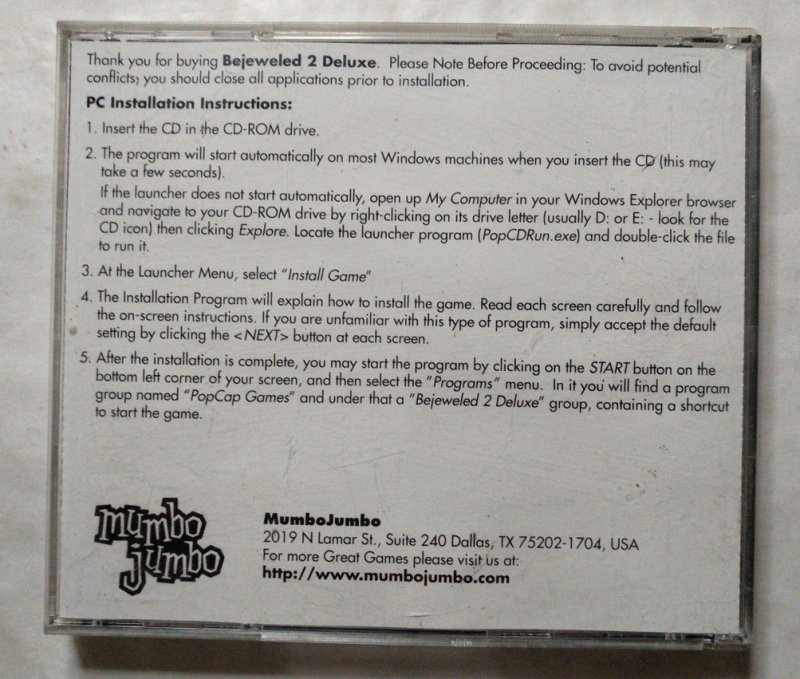 Thank you for buying Bejeweled 2 Deluxe. Please Note Before Proceeding: To avoid potential
conflicts, you should close all applications prior to installation.
PC Installation Instructions:
1. Insert the CD in the CD-ROM drive.
2. The program will start automatically on most Windows machines when you insert the CD (this may
take a few seconds).
If the launcher does not start automatically, open up My Computer in your Windows Explorer browser
and navigate to your CD-ROM drive by right-clicking on its drive letter (usually D: or E: - look for the
CD icon) then clicking Explore. Locate the launcher program (PopCDRun.exe) and double-click the file
to run it.
3. At the Launcher Menu, select "Install Game"
4. The Installation Program will explain how to install the game. Read each screen carefully and follow
the on-screen instructions. If you are unfamiliar with this type of program, simply accept the default
setting by clicking the <NEXT> button at each screen.
5. After the installation is complete, you may start the program by clicking on the START button on the
bottom left corner of your screen, and then select the "Programs" menu. In it you will find a program
group named "PopCap Games" and under that a "Bejeweled 2 Deluxe" group, containing a shortcut
to start the game.
mumbo
jumbo
MumboJumbo
2019 N Lamar St., Suite 240 Dallas, TX 75202-1704, USA
For more Great Games please visit us at:
http://www.mumbojumbo.com